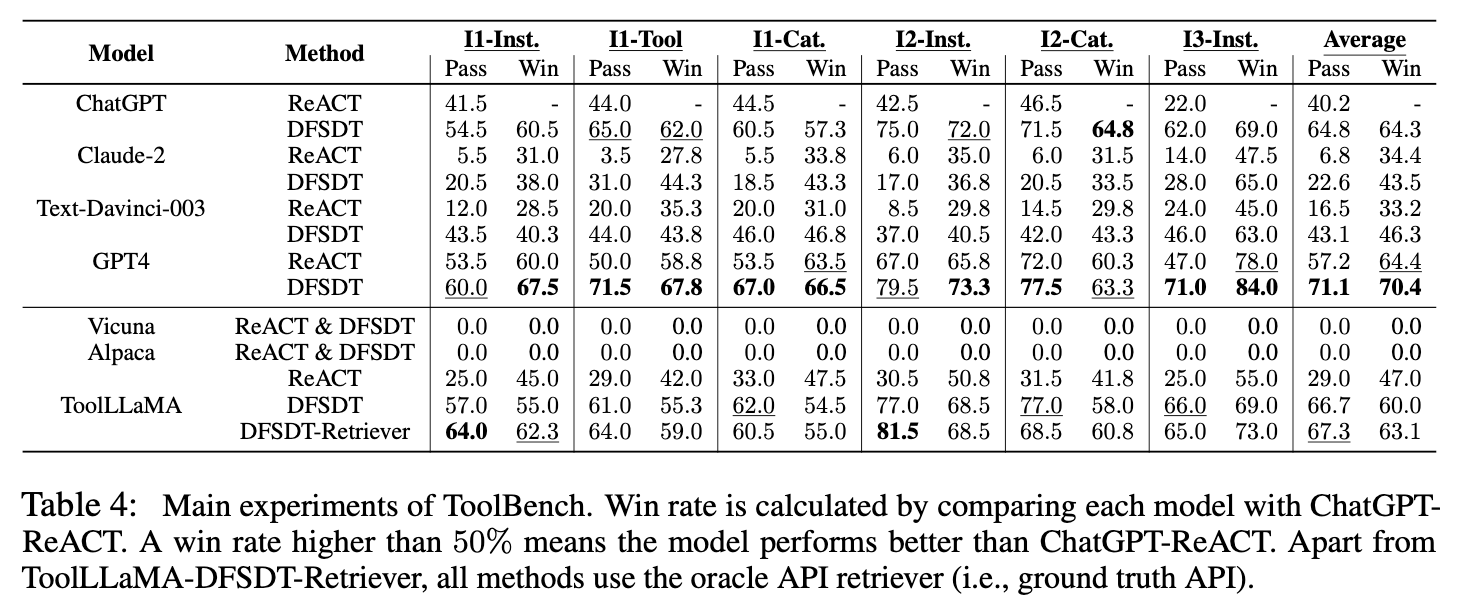 Model Method I1-Inst. I1-Tool I1-Cat. I2-Inst. I2-Cat. I3-Inst. Average
Pass Win Pass Win Pass Win Pass Win Pass Win Pass Win Pass Win
ChatGPT ReACT 41.5 - 44.0 - 44.5 - 42.5 - 46.5 - 22.0 - 40.2 -
DFSDT 54.5 60.5 65.0 62.0 60.5 57.3 75.0 72.0 71.5 64.8 62.0 69.0 64.8 64.3
Claude-2 ReACT 5.5 31.0 3.5 27.8 5.5 33.8 6.0 35.0 6.0 31.5 14.0 47.5 6.8 34.4
DFSDT 20.5 38.0 31.0 44.3 18.5 43.3 17.0 36.8 20.5 33.5 28.0 65.0 22.6 43.5
Text-Davinci-003 ReACT 12.0 28.5 20.0 35.3 20.0 31.0 8.5 29.8 14.5 29.8 24.0 45.0 16.5 33.2
DFSDT 43.5 40.3 44.0 43.8 46.0 46.8 37.0 40.5 42.0 43.3 46.0 63.0 43.1 46.3
GPT4 ReACT 53.5 60.0 50.0 58.8 53.5 63.5 67.0 65.8 72.0 60.3 47.0 78.0 57.2 64.4
DFSDT 60.0 67.5 71.5 67.8 67.0 66.5 79.5 73.3 77.5 63.3 71.0 84.0 71.1 70.4
Vicuna ReACT & DFSDT 0.0 0.0 0.0 0.0 0.0 0.0 0.0 0.0 0.0 0.0 0.0 0.0 0.0 0.0
Alpaca ReACT & DFSDT 0.0 0.0 0.0 0.0 0.0 0.0 0.0 0.0 0.0 0.0 0.0 0.0 0.0 0.0
ReACT 25.0 45.0 29.0 42.0 33.0 47.5 30.5 50.8 31.5 41.8 25.0 55.0 29.0 47.0
ToolLLaMA DFSDT 57.0 55.0 61.0 55.3 62.0 54.5 77.0 68.5 77.0 58.0 66.0 69.0 66.7 60.0
DFSDT-Retriever 64.0 62.3 64.0 59.0 60.5 55.0 81.5 68.5 68.5 60.8 65.0 73.0 67.3 63.1
Table 4: Main experiments of ToolBench. Win rate is calculated by comparing each model with ChatGPT-
ReACT. A win rate higher than 50% means the model performs better than ChatGPT-ReACT. Apart from
ToolLLaMA-DFSDT-Retriever, all methods use the oracle API retriever (i.e., ground truth API).